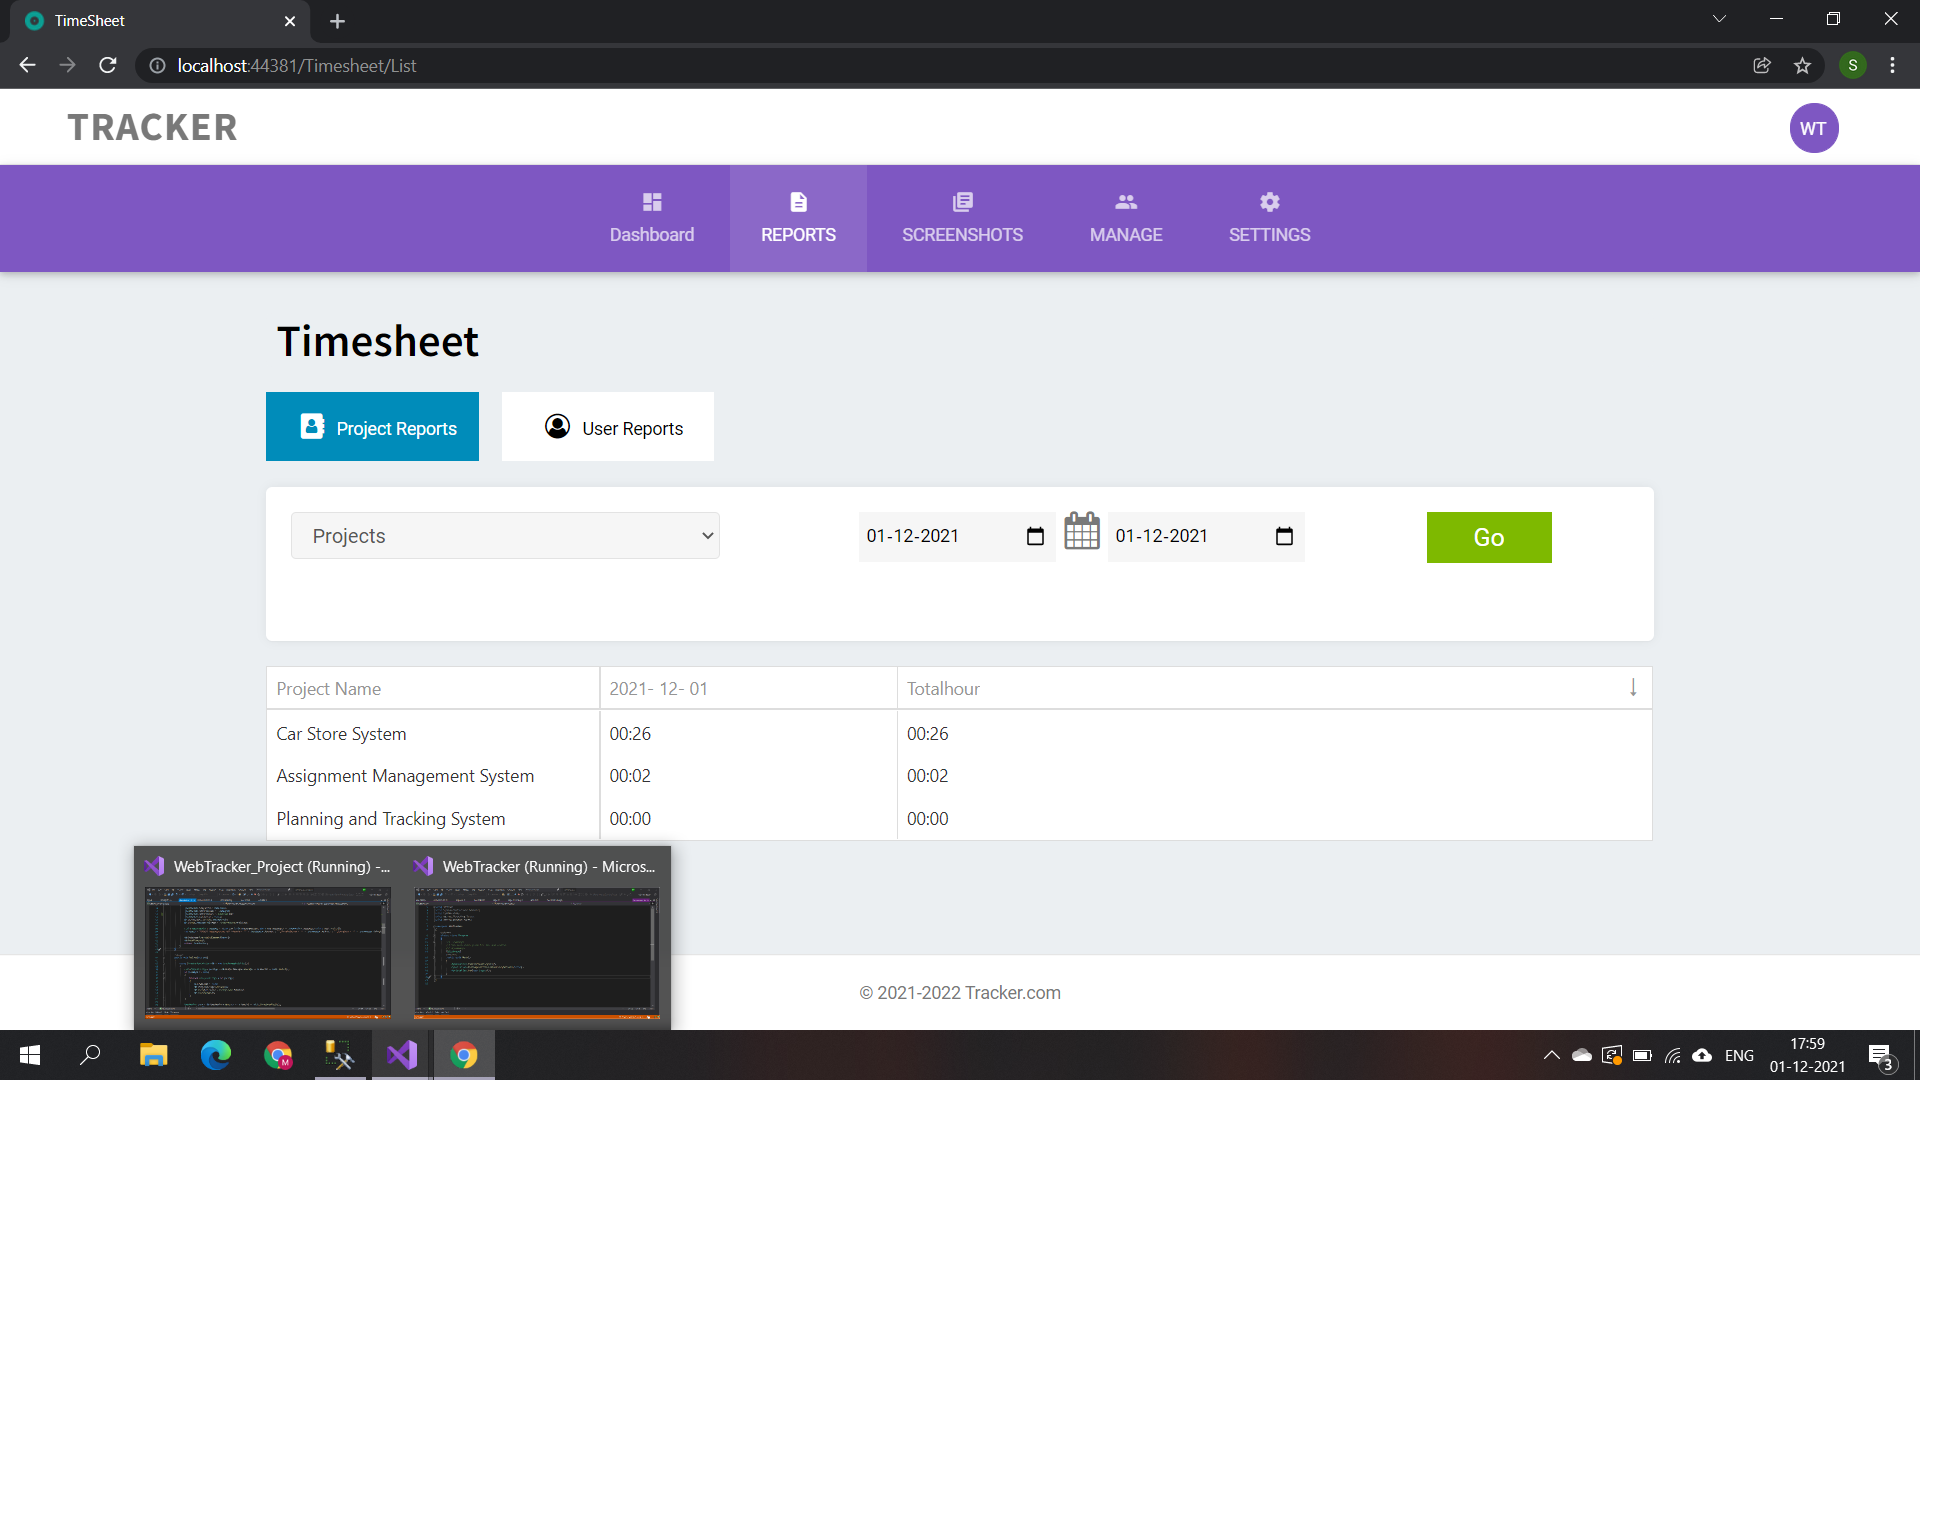 TimeSheet
localhost:44381/Timesheet/List
S
TRACKER
WT
Dashboard
REPORTS
SCREENSHOTS
MANAGE
SETTINGS
Timesheet
Project Reports
User Reports
Projects
01-12-2021
01-12-2021
Go
Project Name 2021- 12- 01 Totalhour
Car Store System 00:26 00:26
Assignment Management System 00:02 00:02
Planning and Tracking System 00:00 00:00
WebTracker_Project (Running) -...
WebTracker (Running) - Micros...
© 2021-2022 Tracker.com
M
ENG
17:59
01-12-2021
3